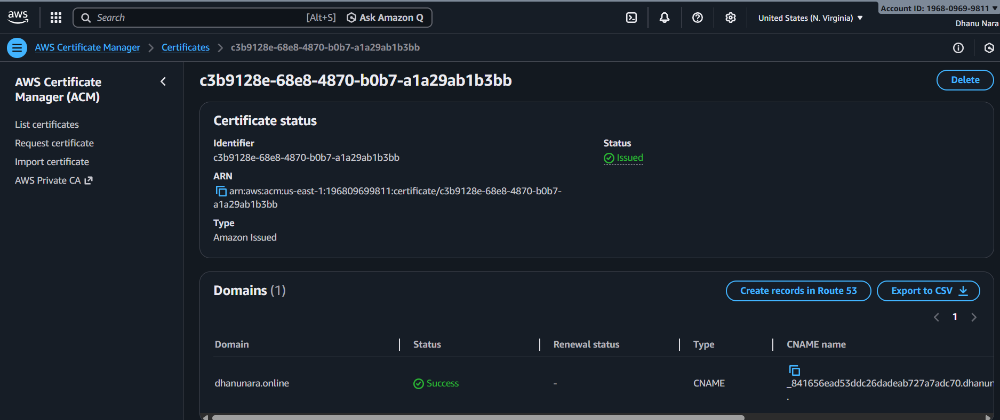 aws
Search [Alt+S] Ask Amazon Q
United States (N. Virginia)
Account ID: 1968-0969-9811
Dhanu Nara
AWS Certificate Manager
Certificates
c3b9128e-68e8-4870-b0b7-a1a29ab1b3bb
AWS Certificate
Manager (ACM)
List certificates
Request certificate
Import certificate
AWS Private CA
c3b9128e-68e8-4870-b0b7-a1a29ab1b3bb
Delete
Certificate status
Identifier
c3b9128e-68e8-4870-b0b7-a1a29ab1b3bb
Status
Issued
ARN
arn:aws:acm:us-east-1:196809699811:certificate/c3b9128e-68e8-4870-b0b7-
a1a29ab1b3bb
Type
Amazon Issued
Domains (1)
Create records in Route 53
Export to CSV
1
Domain Status Renewal status Type CNAME name
dhanunara.online Success - CNAME _841656ead53ddc26dadeab727a7adc70.dhanun
.